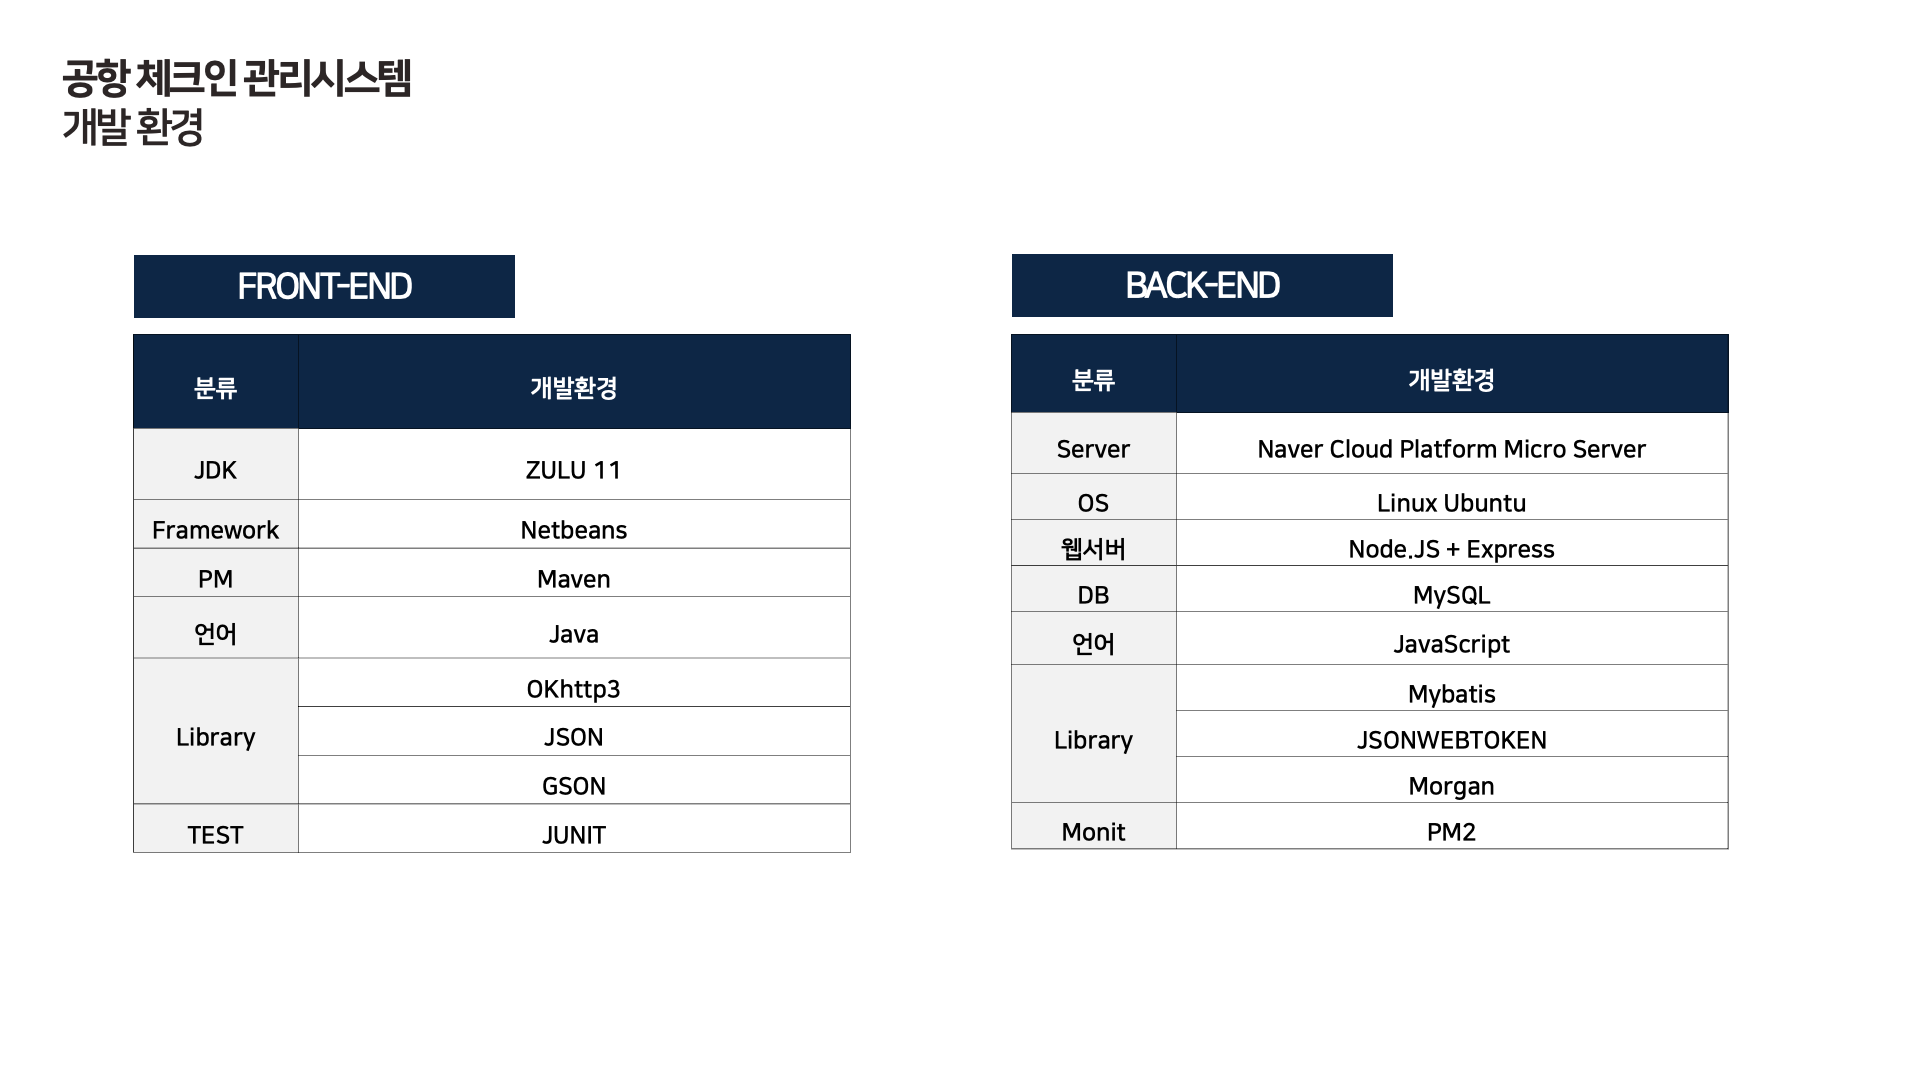 공항 체크인 관리시스템
개발 환경
FRONT-END
분류 개발환경
JDK ZULU 11
Framework Netbeans
PM Maven
언어 Java
Library
OKhttp3
JSON
GSON
TEST JUNIT
BACK-END
분류 개발환경
Server Naver Cloud Platform Micro Server
OS Linux Ubuntu
웹서버 Node.JS + Express
DB MySQL
언어 JavaScript
Library
Mybatis
JSONWEBTOKEN
Morgan
Monit PM2